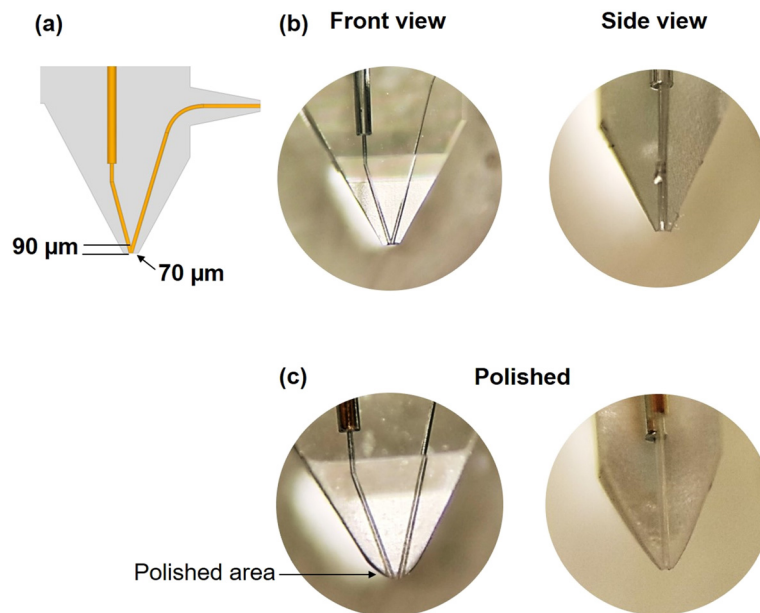 (a)
(b)
Front view
Side view
90 µm
70 µm
(c)
Polished
Polished area